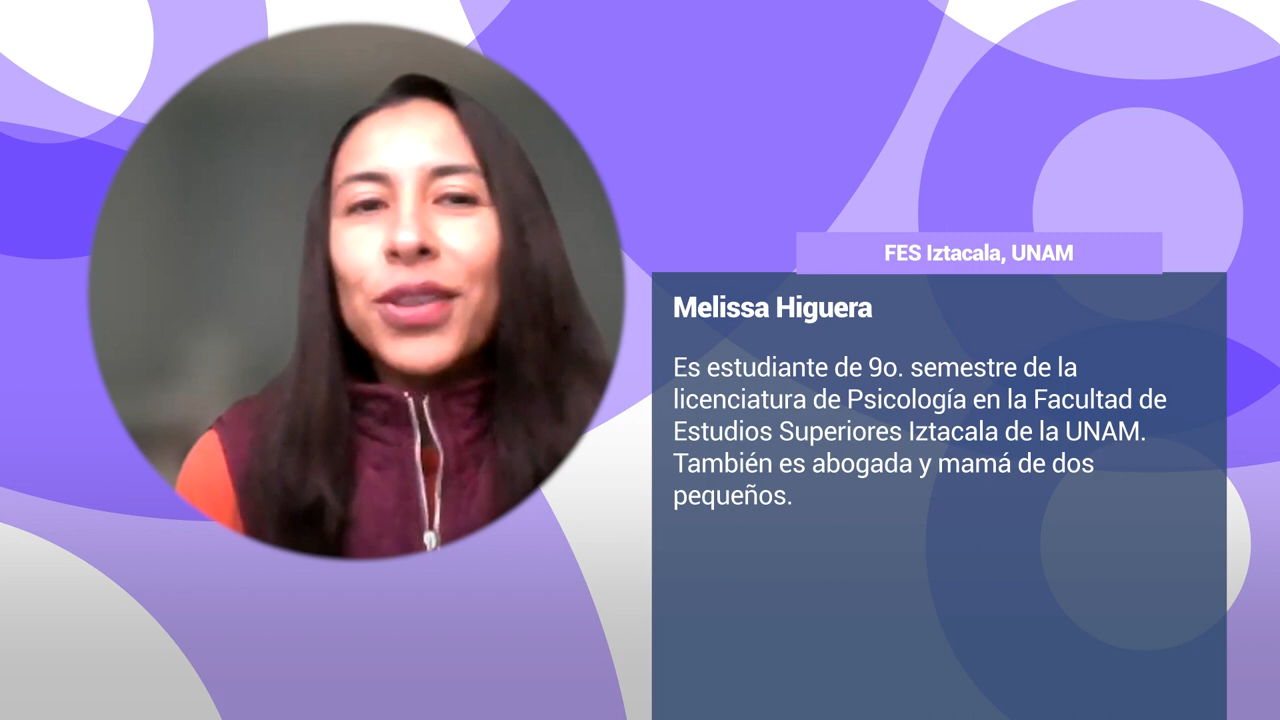 FES Iztacala, UNAM
Melissa Higuera
Es estudiante de 9o. semestre de la
licenciatura de Psicología en la Facultad de
Estudios Superiores Iztacala de la UNAM.
También es abogada y mamá de dos
pequeños.